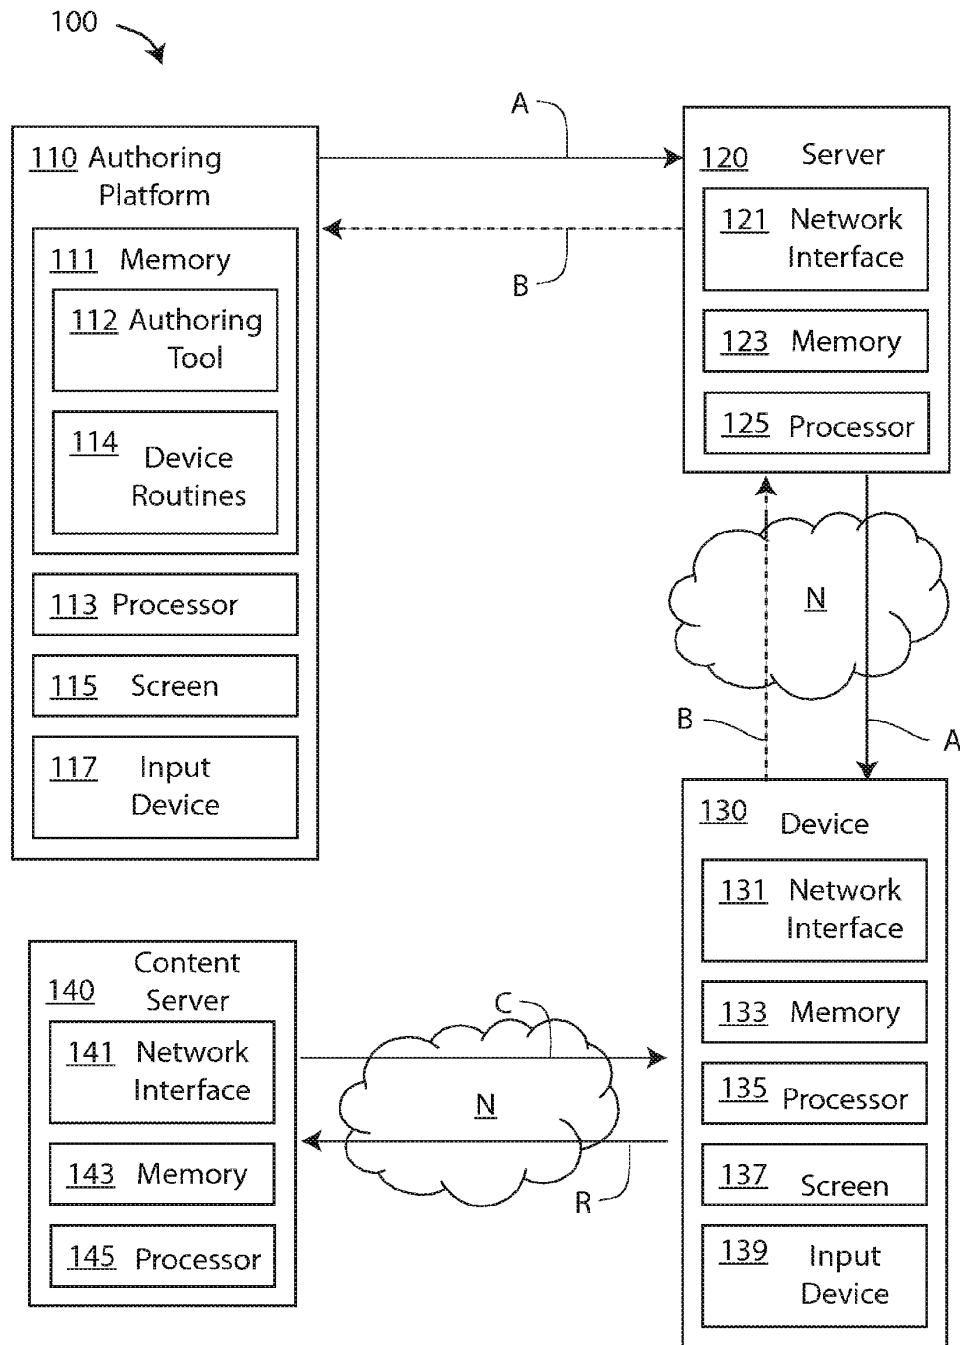 100
A
110 Authoring
Platform
111 Memory
112 Authoring
Tool
114 Device
Routines
113 Processor
115 Screen
117 Input
Device
B
120 Server
121 Network
Interface
123 Memory
125 Processor
N
B
A
130 Device
131 Network
Interface
133 Memory
135 Processor
137 Screen
139 Input
Device
140 Content
Server
141 Network
Interface
143 Memory
145 Processor
C
N
R